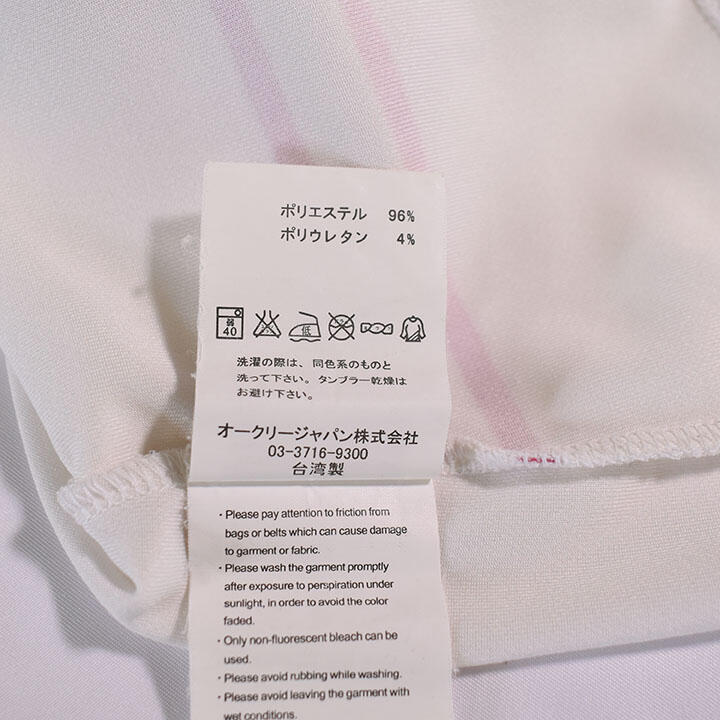 ポリエステル 96%
ポリウレタン 4%
弱
40
低
洗濯の際は、同色系のものと
洗って下さい。タンブラー乾燥は
お避け下さい。
オークリージャパン株式会社
03-3716-9300
台湾製
・Please pay attention to friction from
bags or belts which can cause damage
to garment or fabric.
・Please wash the garment promptly
after exposure to perspiration under
sunlight, in order to avoid the color
faded.
・Only non-fluorescent bleach can be
used.
・Please avoid rubbing while washing.
・Please avoid leaving the garment with
wet conditions.